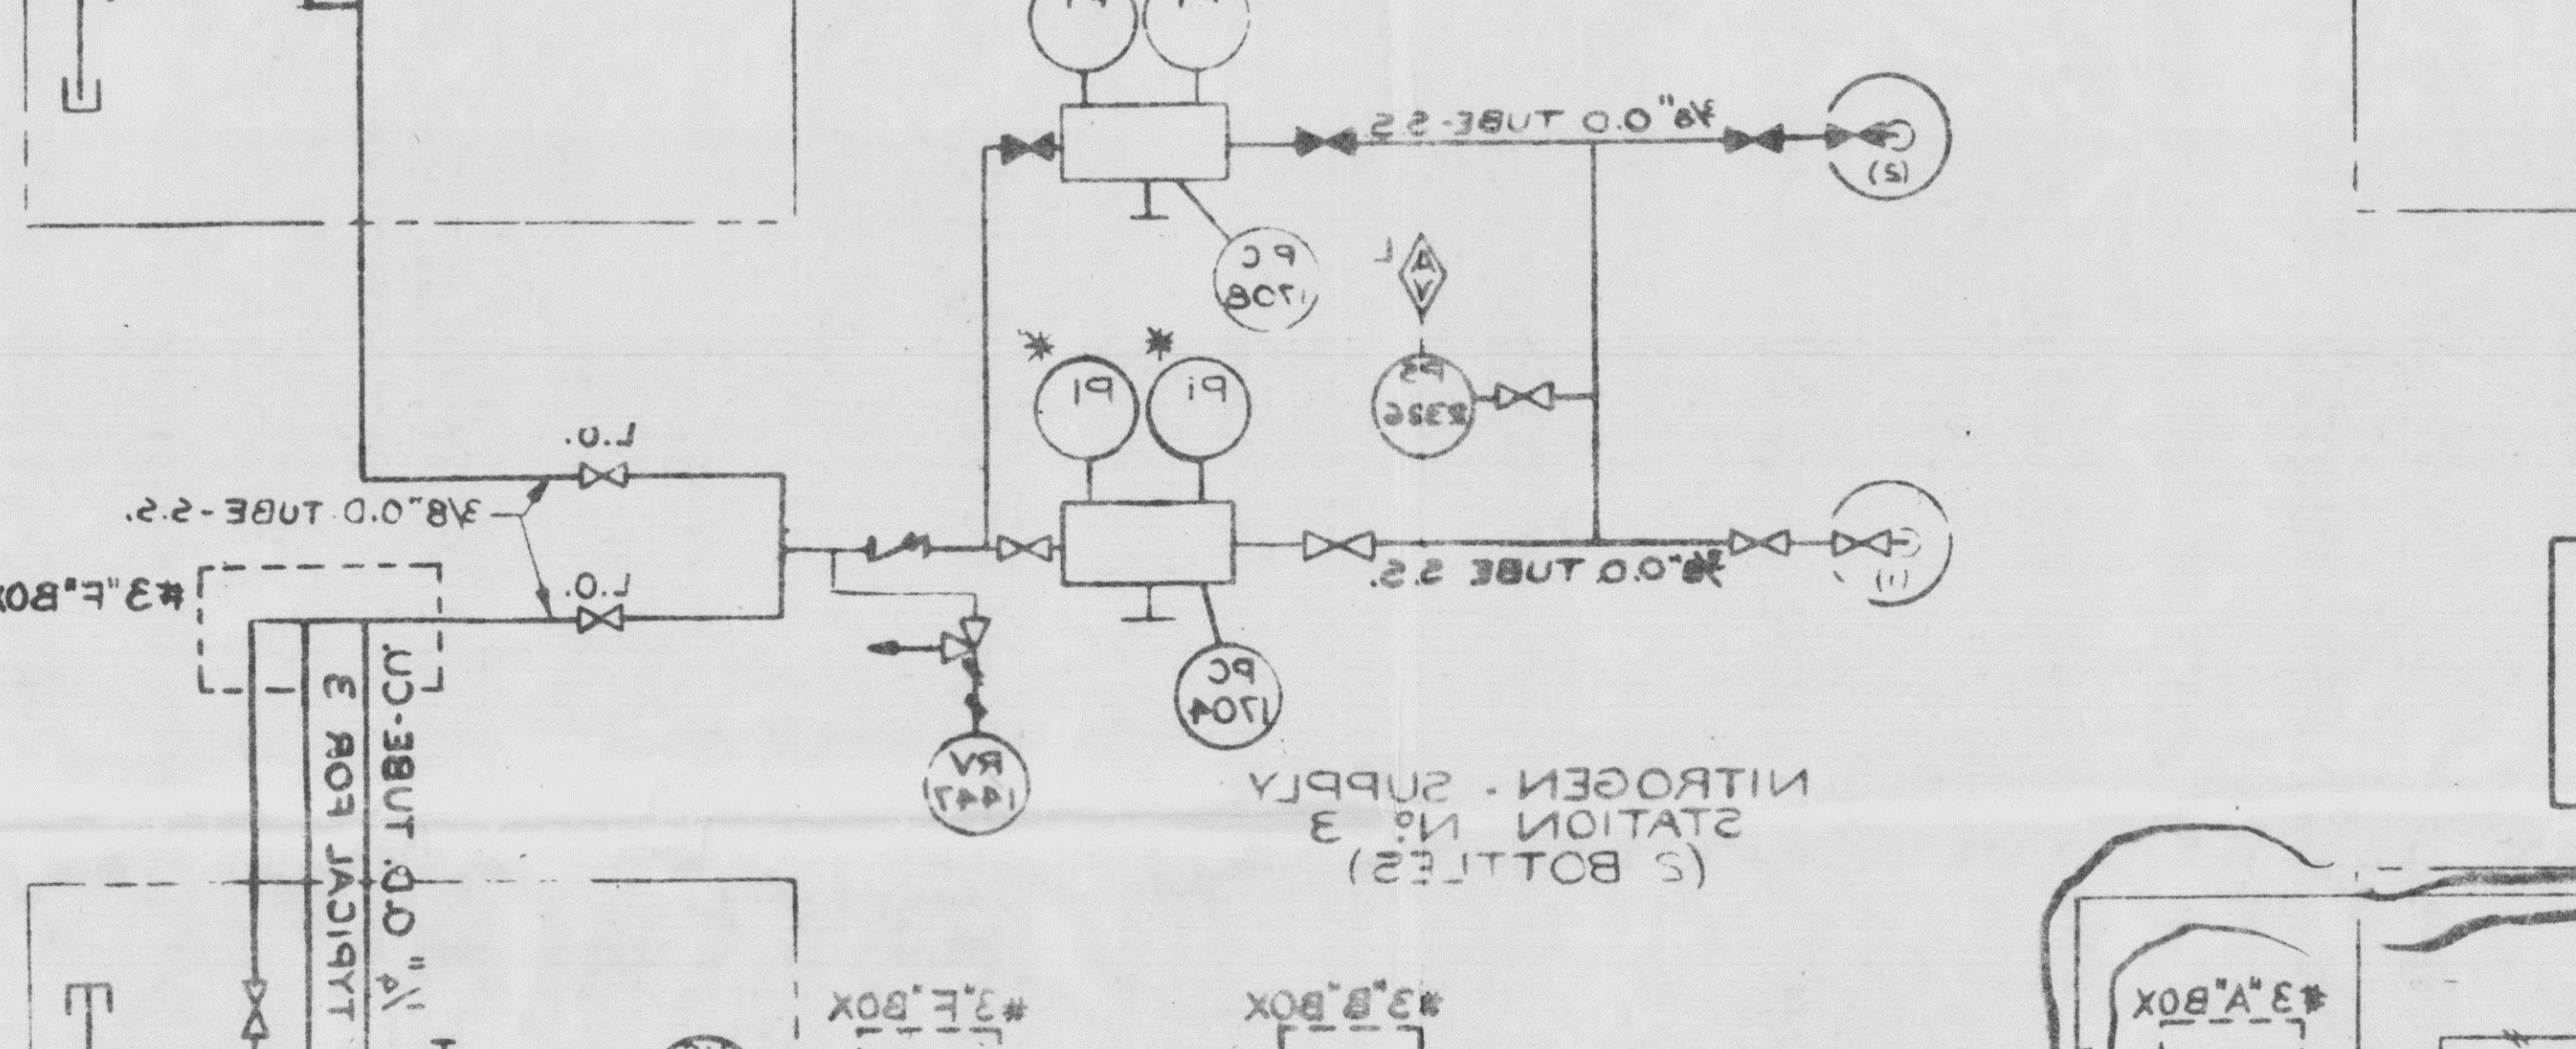 3/8" O.D TUBE-S.S
(2)
PC
1708
A
V
L
*
*
PI
PI
PS
2326
L.O.
3/8" O.D. TUBE-S.S.
L.O.
#3"F"BOX
3/8" O.D. TUBE S.S.
(1)
PC
1704
RV
1447
TYPICAL FOR 3
1/4" O.D. TUBE-CU.
NITROGEN - SUPPLY
STATION Nº 3
(2 BOTTLES)
#3"F"BOX
#3"B"BOX
#3"A"BOX